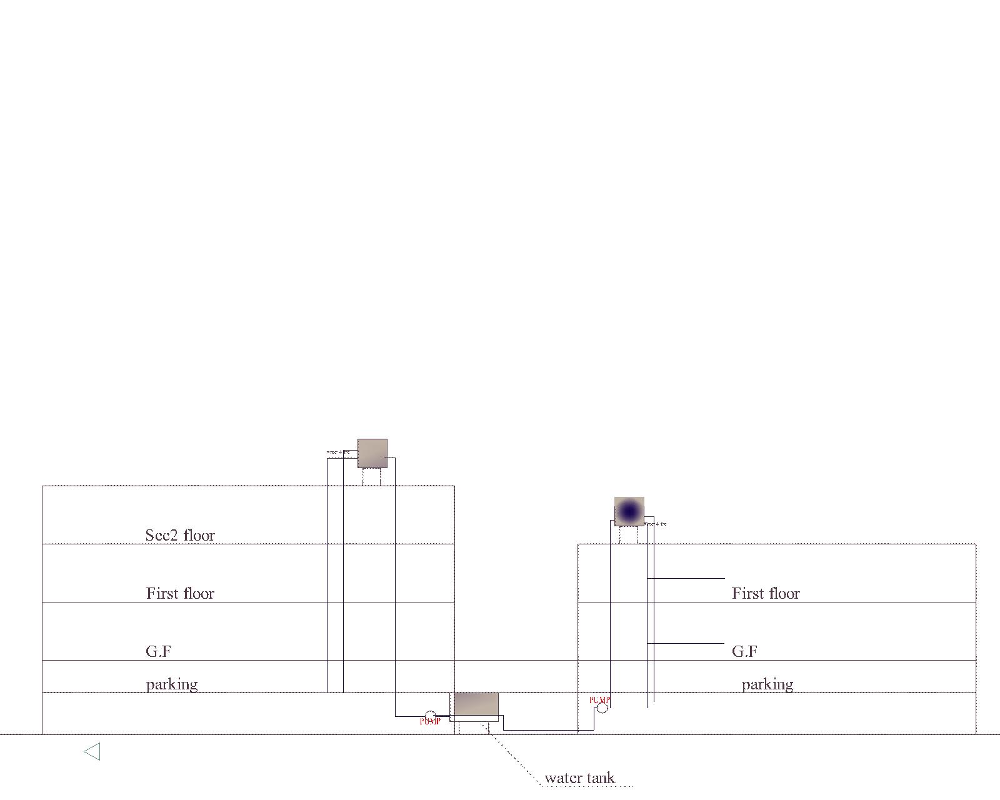 Sec2 floor
First floor
G.F
parking
PUMP
First floor
G.F
parking
PUMP
water tank